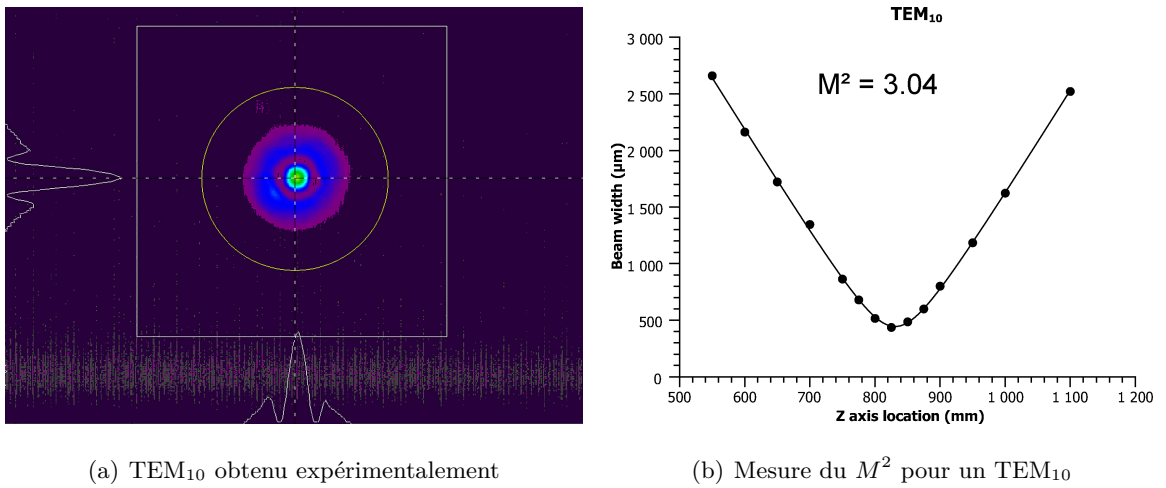 TEM₁₀
M² = 3.04
Beam width (µm)
3 000
2 500
2 000
1 500
1 000
500
0
500 600 700 800 900 1 000 1 100 1 200
Z axis location (mm)
(a) TEM₁₀ obtenu expérimentalement
(b) Mesure du M² pour un TEM₁₀